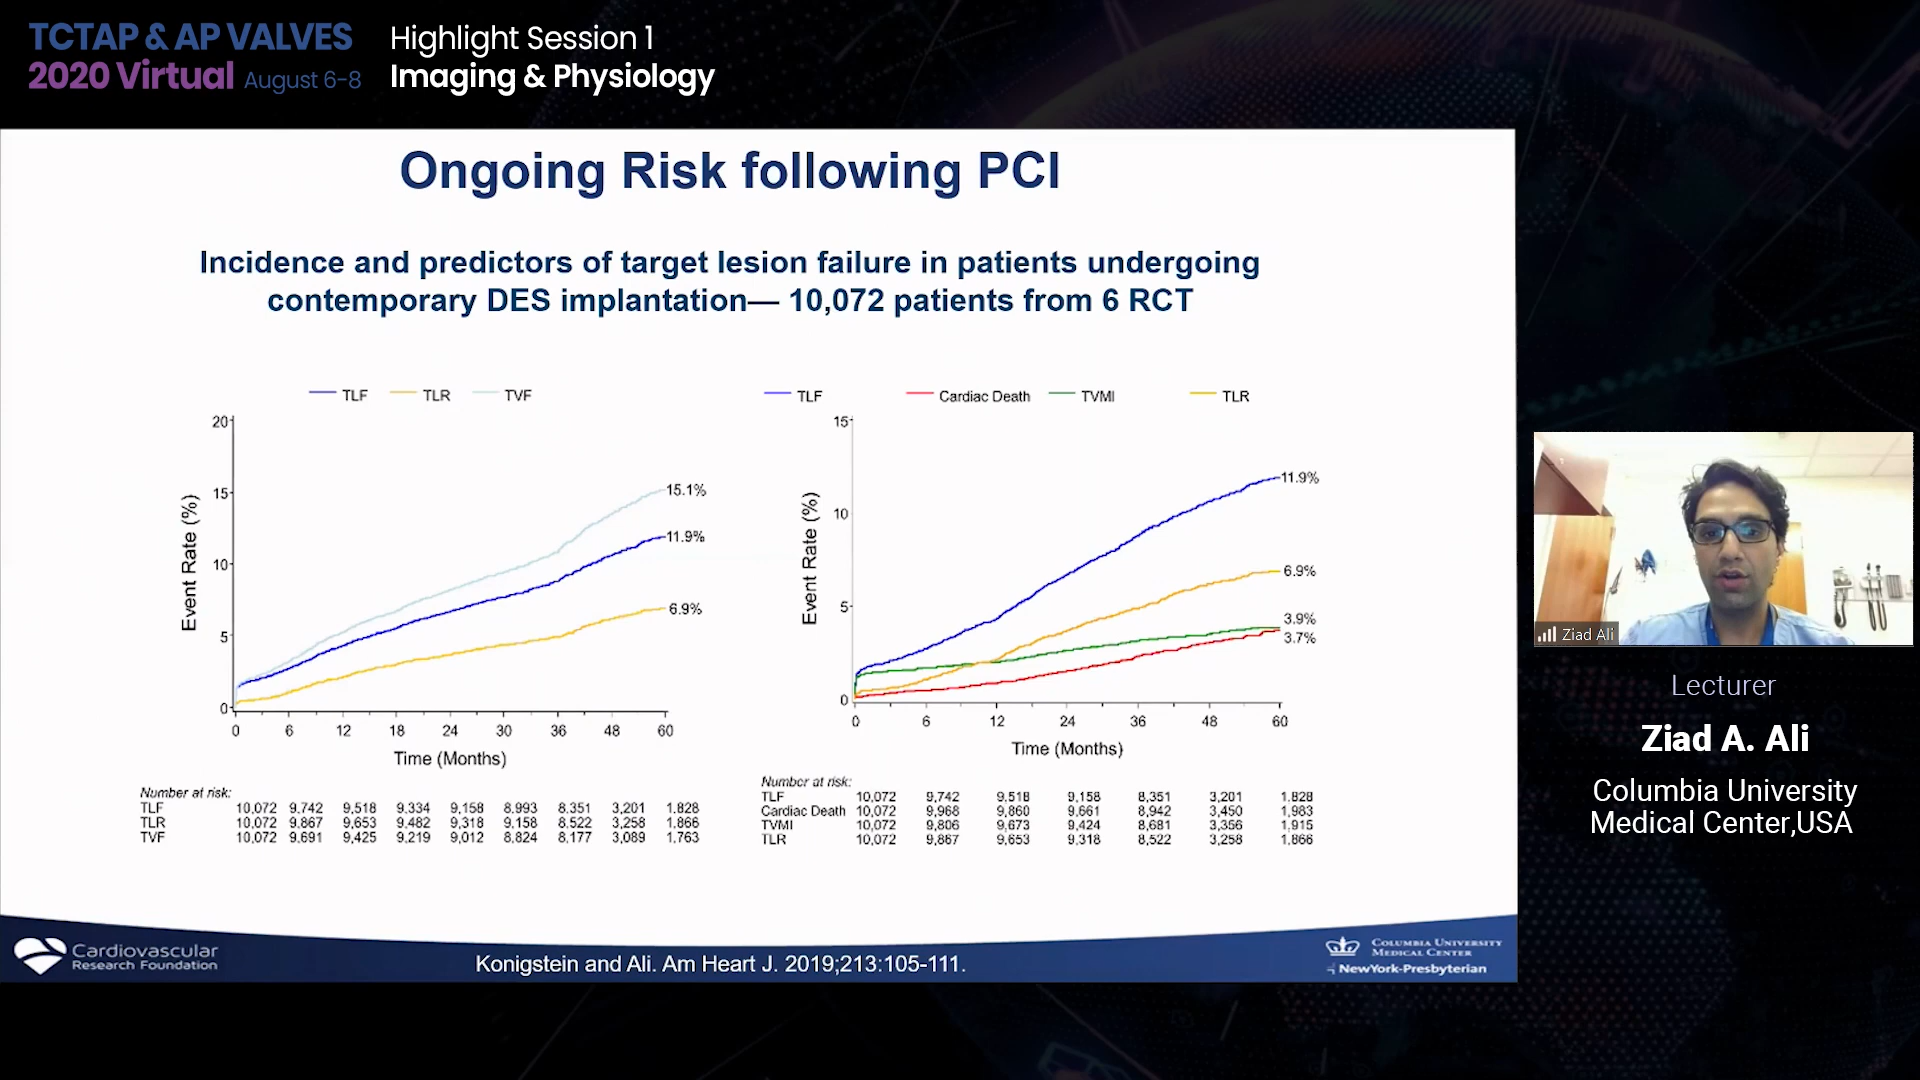 TCTAP & AP VALVES
2020 Virtual August 6-8
Highlight Session 1
Imaging & Physiology
Ongoing Risk following PCI
Incidence and predictors of target lesion failure in patients undergoing
contemporary DES implantation— 10,072 patients from 6 RCT
TLF TLR TVF
20
15
10
5
0
Event Rate (%)
15.1%
11.9%
6.9%
0 6 12 18 24 30 36 48 60
Time (Months)
Number at risk:
TLF 10,072 9,742 9,518 9,334 9,158 8,993 8,351 3,201 1,828
TLR 10,072 9,867 9,653 9,482 9,318 9,158 8,522 3,258 1,866
TVF 10,072 9,691 9,425 9,219 9,012 8,824 8,177 3,089 1,763
TLF Cardiac Death TVMI TLR
15
10
5
0
Event Rate (%)
11.9%
6.9%
3.9%
3.7%
0 6 12 24 36 48 60
Time (Months)
Number at risk:
TLF 10,072 9,742 9,518 9,158 8,351 3,201 1,828
Cardiac Death 10,072 9,968 9,860 9,661 8,942 3,450 1,983
TVMI 10,072 9,806 9,673 9,424 8,681 3,356 1,915
TLR 10,072 9,867 9,653 9,318 8,522 3,258 1,866
Cardiovascular
Research Foundation
Konigstein and Ali. Am Heart J. 2019;213:105-111.
COLUMBIA UNIVERSITY
MEDICAL CENTER
NewYork-Presbyterian
Ziad Ali
Lecturer
Ziad A. Ali
Columbia University
Medical Center,USA